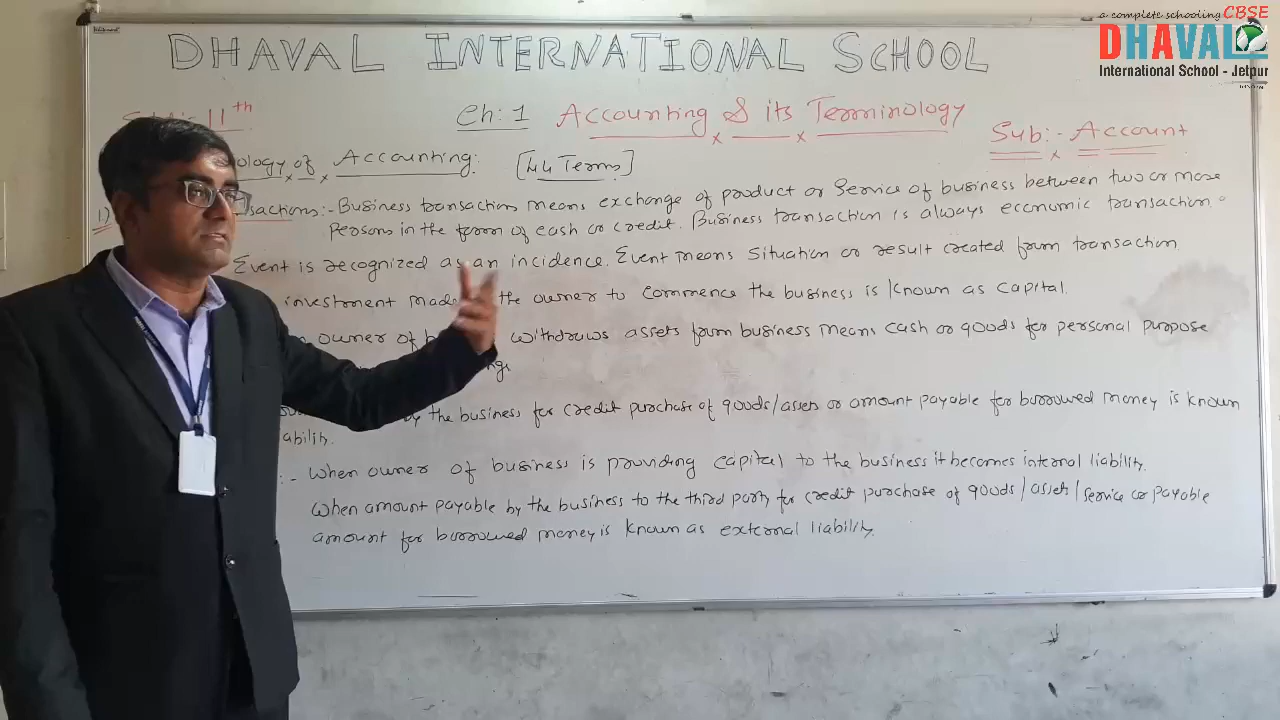 a complete schooling CBSE
DHAVAL
International School - Jetpur
DHAVAL INTERNATIONAL SCHOOL
11th
Ch: 1 Accounting & its Terminology
Sub:- Account
ology of Accounting: [44 Terms]
1) sactions:- Business transaction means exchange of product or Service of business between two or more
Persons in the form of cash or credit. Business transaction is always economic transaction.
Event is recognized as an incidence. Event means Situation or result created from transaction
investment made the owner to commence the business is known as capital.
owner of withdraws assets form business means cash or goods for personal purpose
by the business for credit purchase of goods/assets or amount payable for borrowed money is known
ability.
:- When owner of business is providing capital to the business it becomes internal liability.
When amount payable by the business to the third party for credit purchase of goods/assets/service or payable
amount for borrowed money is known as external liability.